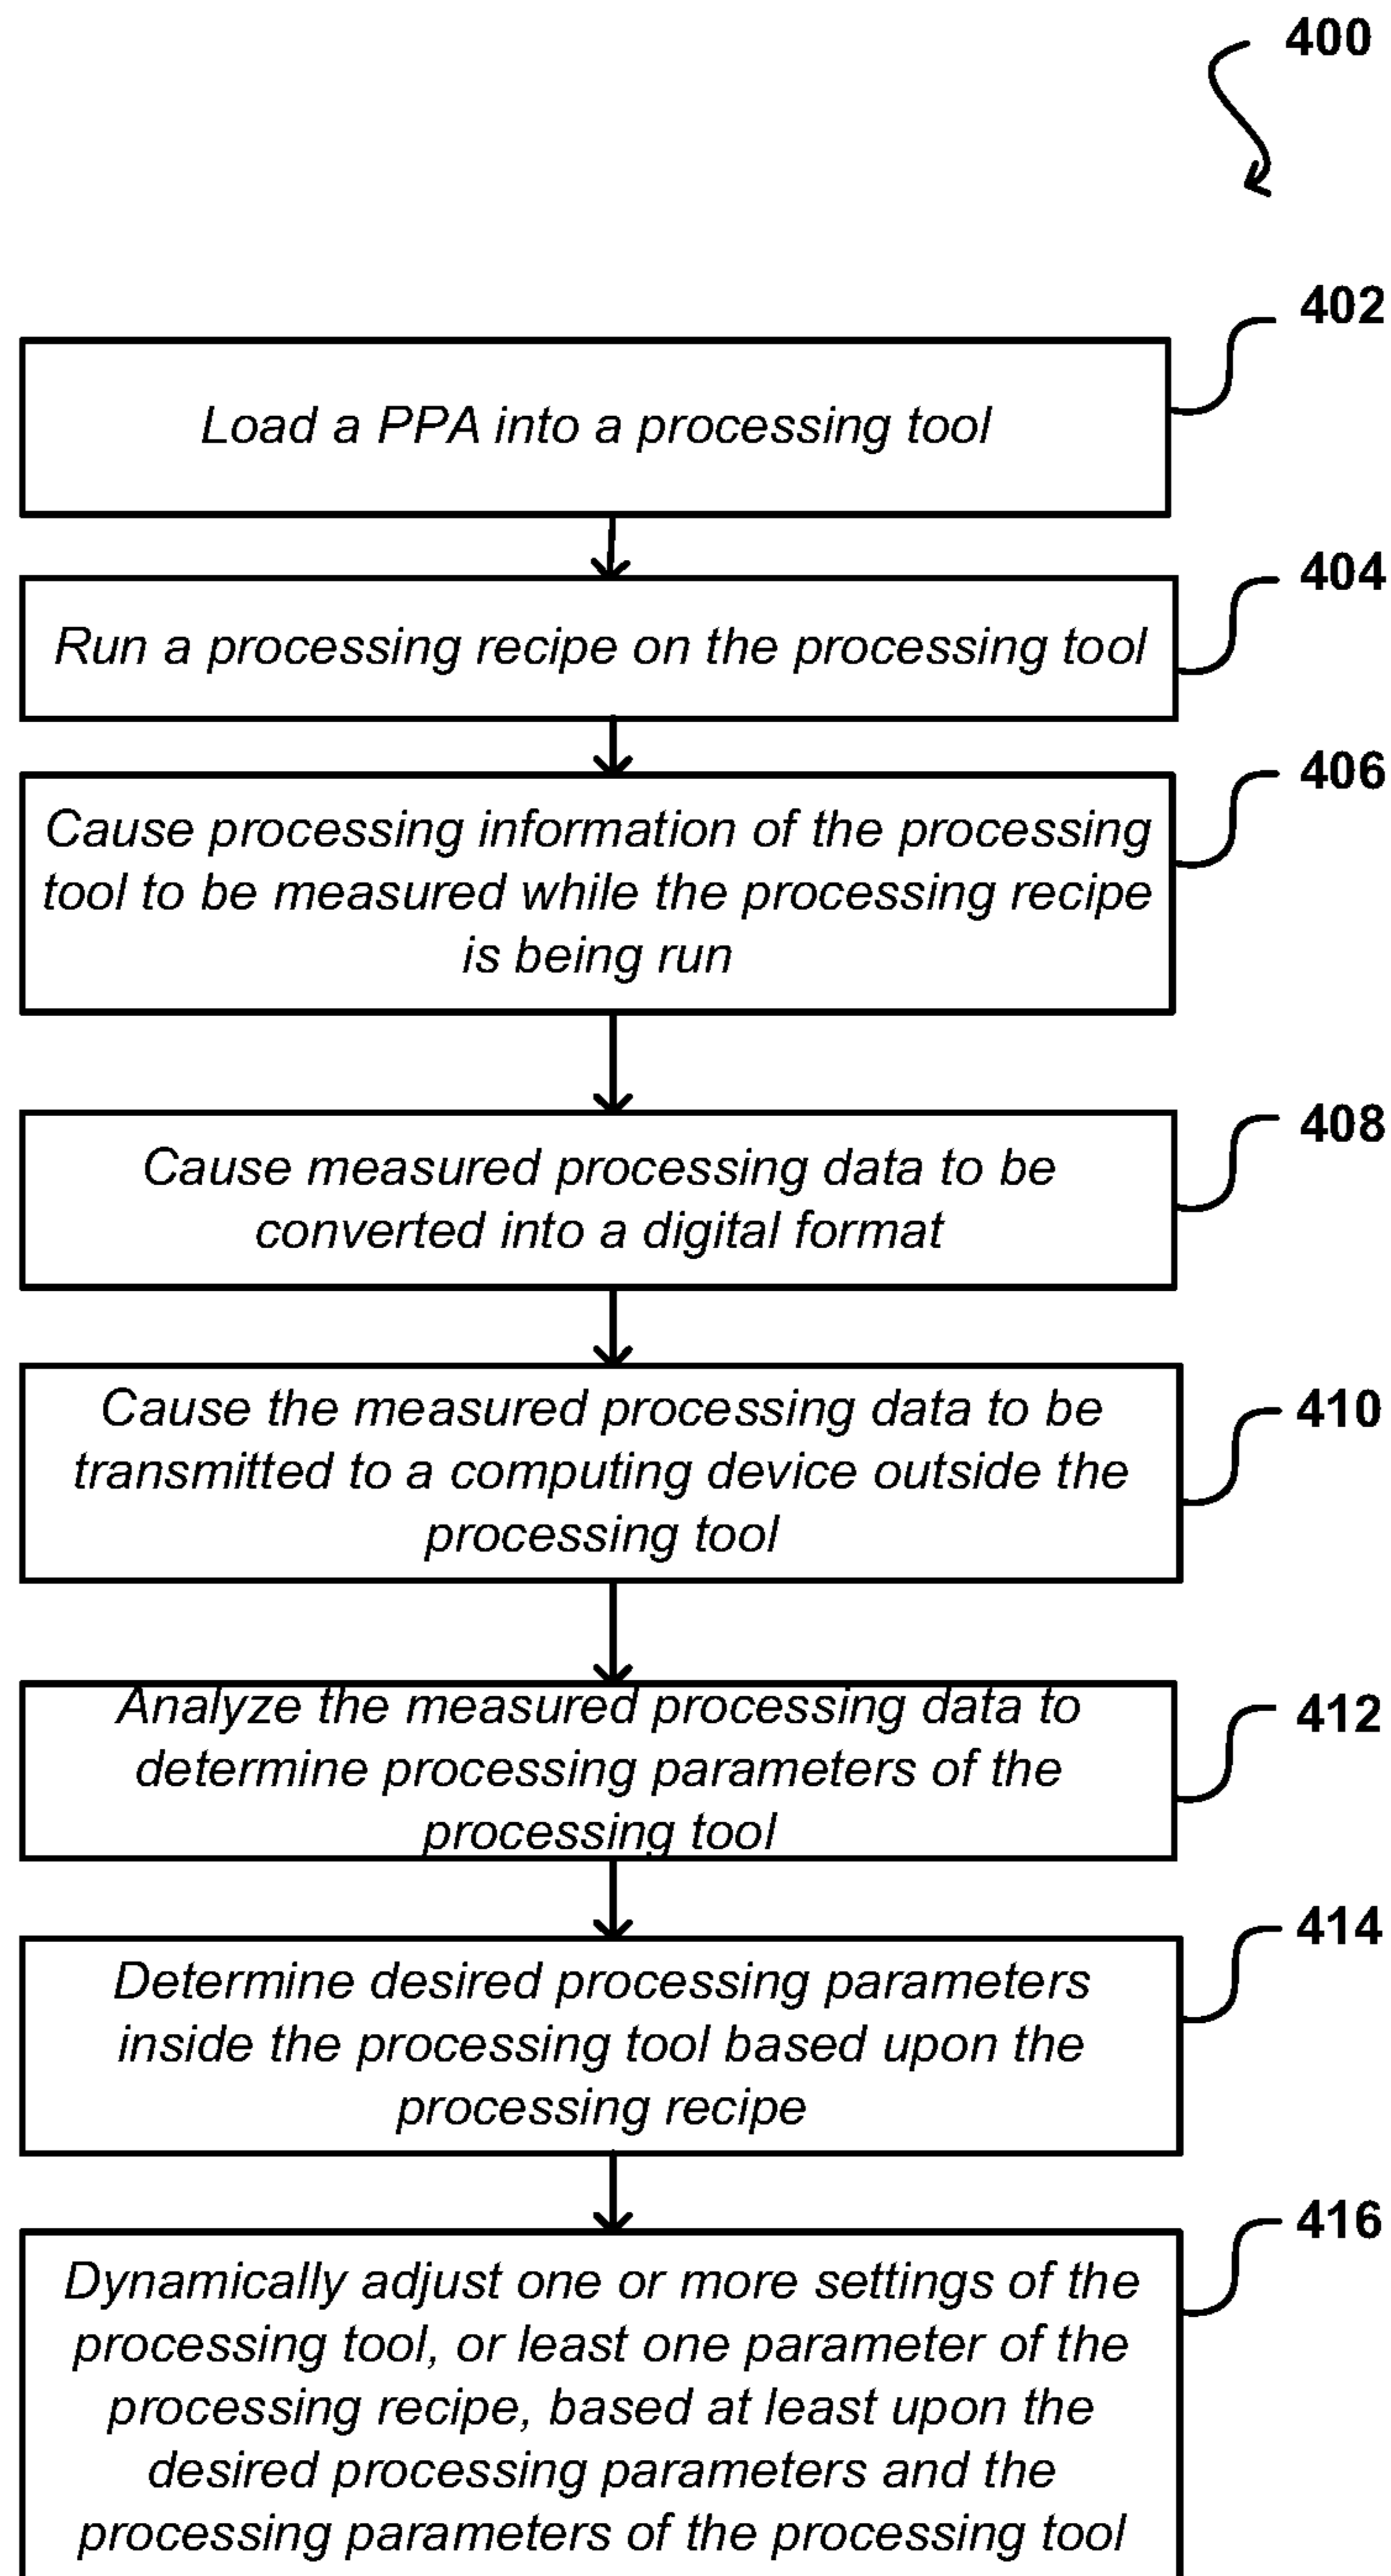 400
402
Load a PPA into a processing tool
404
Run a processing recipe on the processing tool
406
Cause processing information of the processing
tool to be measured while the processing recipe
is being run
408
Cause measured processing data to be
converted into a digital format
410
Cause the measured processing data to be
transmitted to a computing device outside the
processing tool
412
Analyze the measured processing data to
determine processing parameters of the
processing tool
414
Determine desired processing parameters
inside the processing tool based upon the
processing recipe
416
Dynamically adjust one or more settings of the
processing tool, or least one parameter of the
processing recipe, based at least upon the
desired processing parameters and the
processing parameters of the processing tool